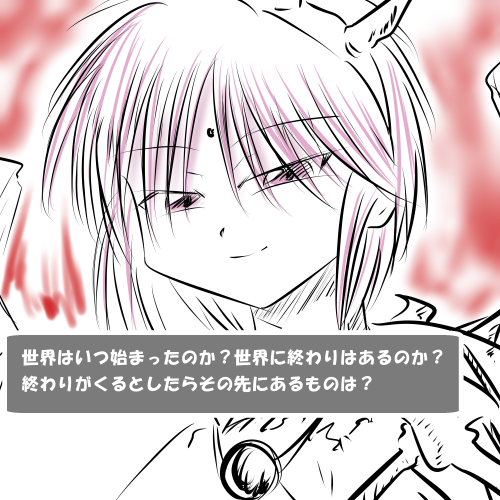 世界はいつ始まったのか？世界に終わりはあるのか？
終わりがくるとしたらその先にあるものは？